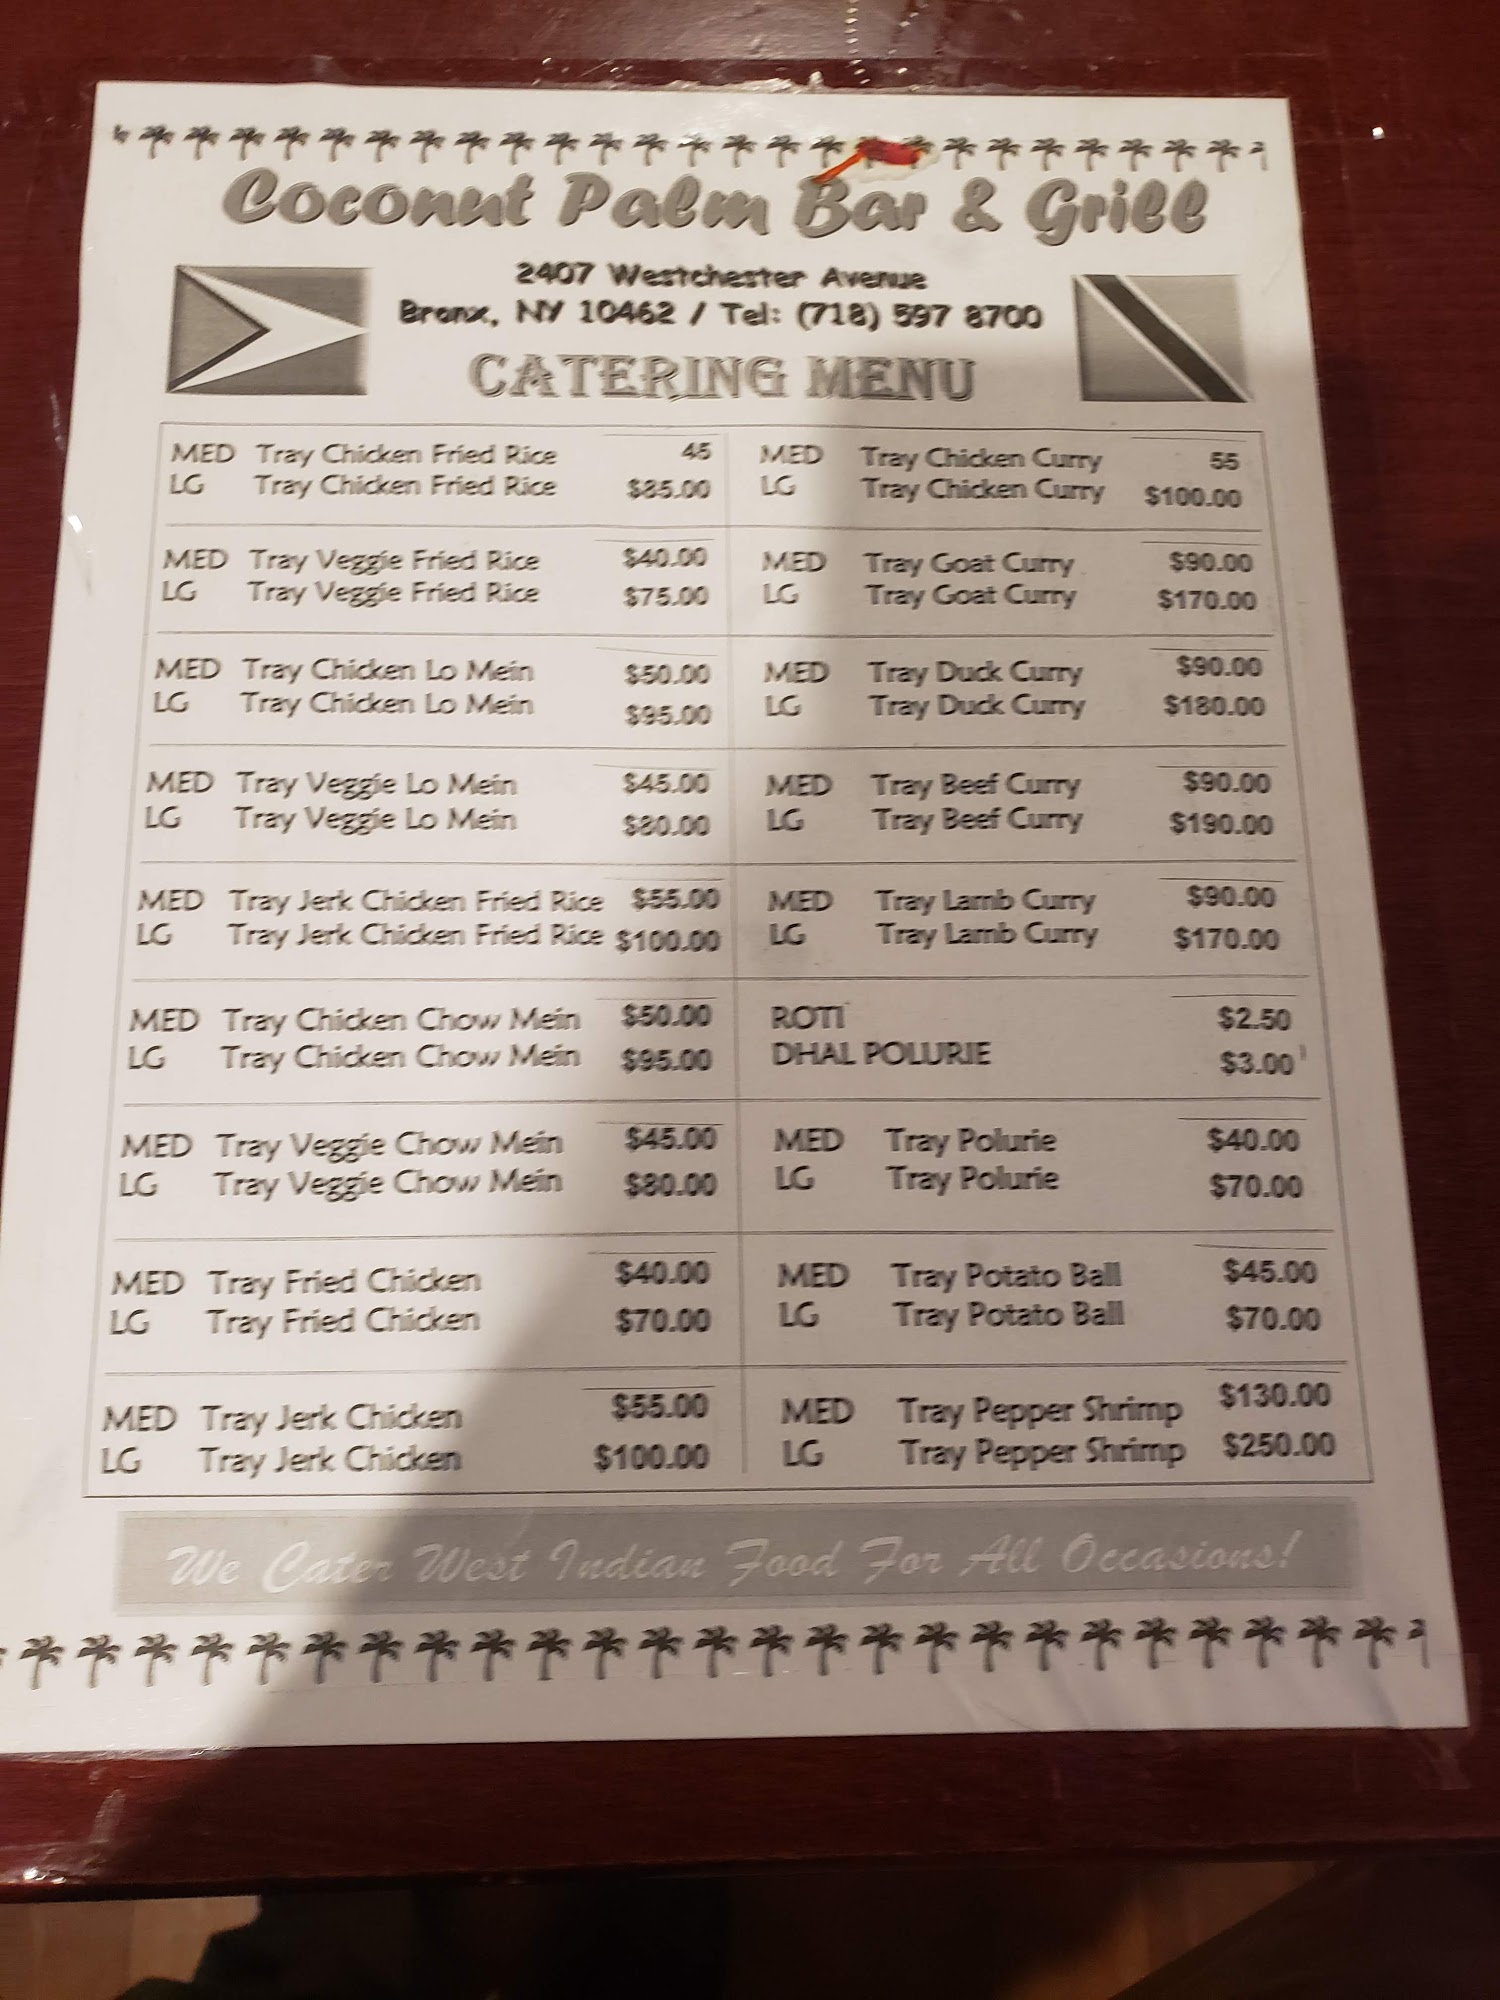 Coconut Palm Bar & Grill
2407 Westchester Avenue
Bronx, NY 10462 / Tel: (718) 597 8700
CATERING MENU
MED Tray Chicken Fried Rice 45
LG Tray Chicken Fried Rice $85.00
MED Tray Veggie Fried Rice $40.00
LG Tray Veggie Fried Rice $75.00
MED Tray Chicken Lo Mein $50.00
LG Tray Chicken Lo Mein $95.00
MED Tray Veggie Lo Mein $45.00
LG Tray Veggie Lo Mein $80.00
MED Tray Jerk Chicken Fried Rice $55.00
LG Tray Jerk Chicken Fried Rice $100.00
MED Tray Chicken Chow Mein $50.00
LG Tray Chicken Chow Mein $95.00
MED Tray Veggie Chow Mein $45.00
LG Tray Veggie Chow Mein $80.00
MED Tray Fried Chicken $40.00
LG Tray Fried Chicken $70.00
MED Tray Jerk Chicken $55.00
LG Tray Jerk Chicken $100.00
MED Tray Chicken Curry 55
LG Tray Chicken Curry $100.00
MED Tray Goat Curry $90.00
LG Tray Goat Curry $170.00
MED Tray Duck Curry $90.00
LG Tray Duck Curry $180.00
MED Tray Beef Curry $90.00
LG Tray Beef Curry $190.00
MED Tray Lamb Curry $90.00
LG Tray Lamb Curry $170.00
ROTI $2.50
DHAL POLURIE $3.00
MED Tray Polurie $40.00
LG Tray Polurie $70.00
MED Tray Potato Ball $45.00
LG Tray Potato Ball $70.00
MED Tray Pepper Shrimp $130.00
LG Tray Pepper Shrimp $250.00
We Cater West Indian Food For All Occasions!